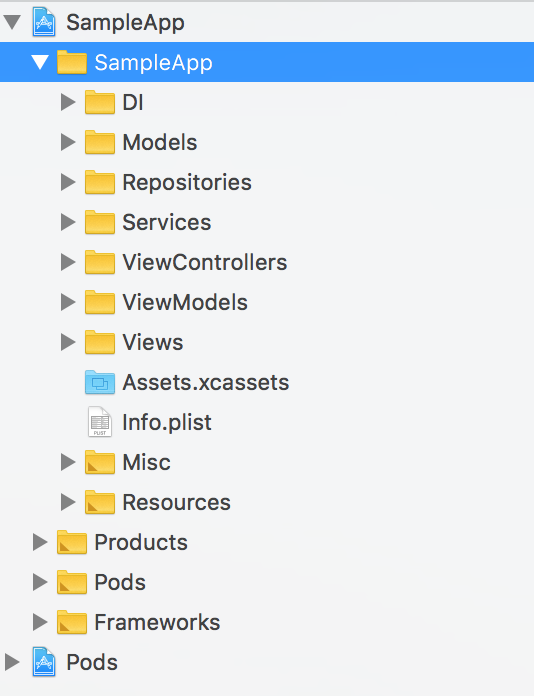 SampleApp
SampleApp
DI
Models
Repositories
Services
ViewControllers
ViewModels
Views
Assets.xcassets
Info.plist
Misc
Resources
Products
Pods
Frameworks
Pods